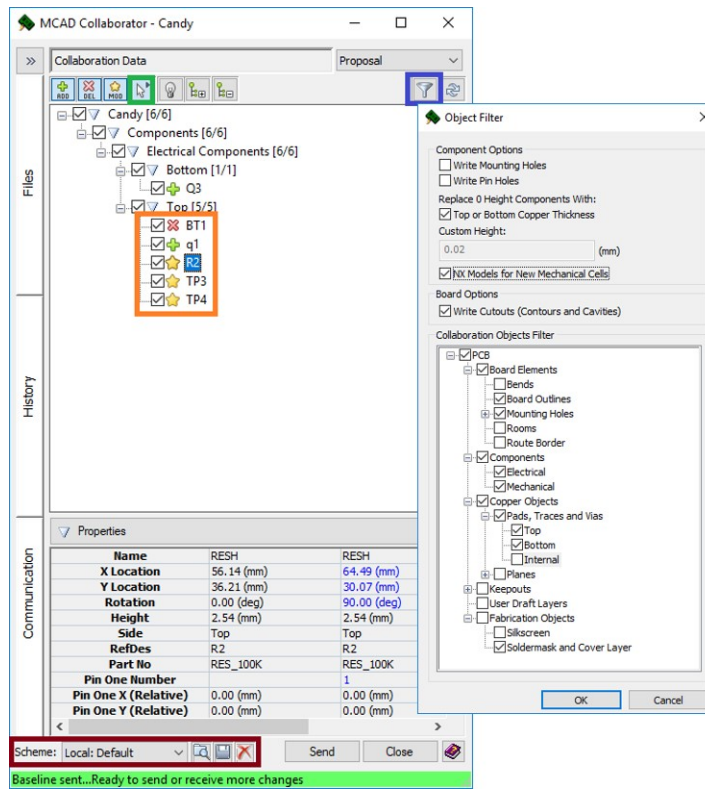 MCAD Collaborator - Candy
Collaboration Data
Proposal
ADD DEL MOD
Candy [6/6]
Components [6/6]
Electrical Components [6/6]
Bottom [1/1]
Q3
Top [5/5]
BT1
q1
R2
TP3
TP4
Files
History
Communication
Properties
Name RESH RESH
X Location 56.14 (mm) 64.49 (mm)
Y Location 36.21 (mm) 30.07 (mm)
Rotation 0.00 (deg) 90.00 (deg)
Height 2.54 (mm) 2.54 (mm)
Side Top Top
RefDes R2 R2
Part No RES_100K RES_100K
Pin One Number 1
Pin One X (Relative) 0.00 (mm) 0.00 (mm)
Pin One Y (Relative) 0.00 (mm) 0.00 (mm)
Scheme: Local: Default
Send
Close
Baseline sent...Ready to send or receive more changes
Object Filter
Component Options
Write Mounting Holes
Write Pin Holes
Replace 0 Height Components With:
Top or Bottom Copper Thickness
Custom Height:
0.02 (mm)
NX Models for New Mechanical Cells
Board Options
Write Cutouts (Contours and Cavities)
Collaboration Objects Filter
PCB
Board Elements
Bends
Board Outlines
Mounting Holes
Rooms
Route Border
Components
Electrical
Mechanical
Copper Objects
Pads, Traces and Vias
Top
Bottom
Internal
Planes
Keepouts
User Draft Layers
Fabrication Objects
Silkscreen
Soldermask and Cover Layer
OK
Cancel